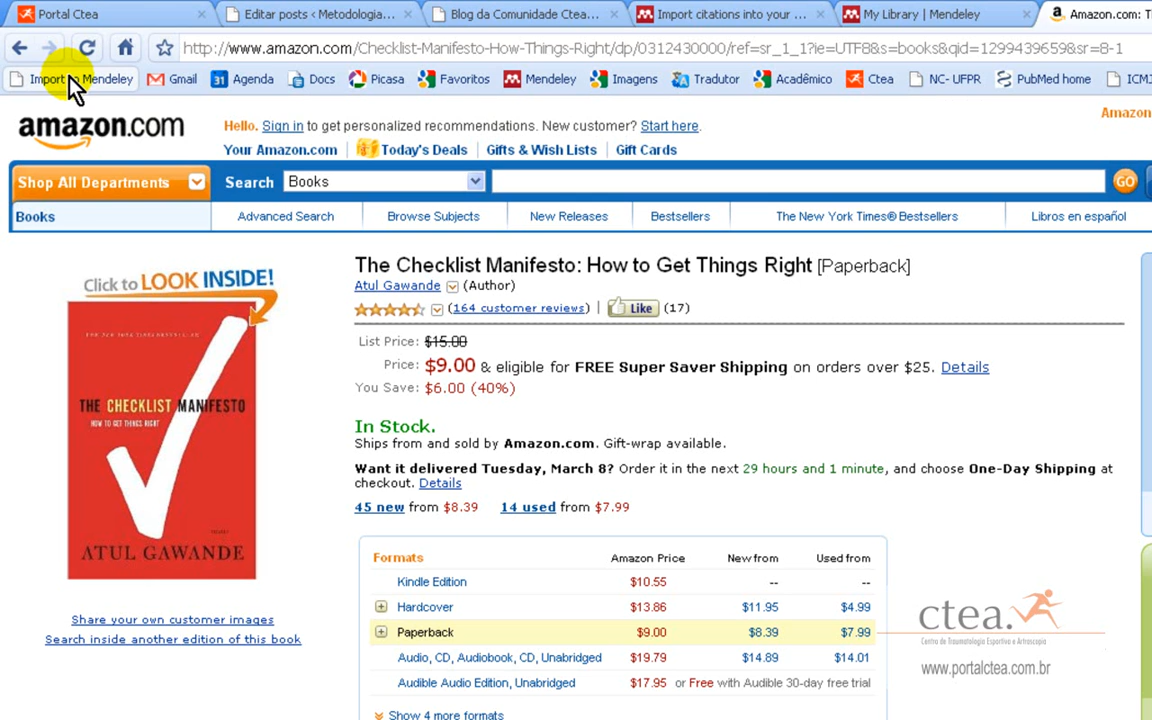 Portal Ctea
Editar posts ‹ Metodologia...
Blog da Comunidade Ctea...
Import citations into your ...
My Library | Mendeley
Amazon.com: T
http://www.amazon.com/Checklist-Manifesto-How-Things-Right/dp/0312430000/ref=sr_1_1?ie=UTF8&s=books&qid=1299439659&sr=8-1
Import to Mendeley
Gmail
31 Agenda
Docs
Picasa
Favoritos
Mendeley
Imagens
Tradutor
Acadêmico
Ctea
NC- UFPR
PubMed home
ICMJ
amazon.com
Hello. Sign in to get personalized recommendations. New customer? Start here.
Amazon
Your Amazon.com
Today's Deals
Gifts & Wish Lists
Gift Cards
Shop All Departments
Search
Books
GO
Books
Advanced Search
Browse Subjects
New Releases
Bestsellers
The New York Times® Bestsellers
Libros en español
Click to LOOK INSIDE!
THE NEW YORK TIMES BESTSELLER
THE CHECKLIST MANIFESTO
HOW TO GET THINGS RIGHT
ATUL GAWANDE
Share your own customer images
Search inside another edition of this book
The Checklist Manifesto: How to Get Things Right [Paperback]
Atul Gawande (Author)
(164 customer reviews) | Like (17)
List Price: $15.00
Price: $9.00 & eligible for FREE Super Saver Shipping on orders over $25. Details
You Save: $6.00 (40%)
In Stock.
Ships from and sold by Amazon.com. Gift-wrap available.
Want it delivered Tuesday, March 8? Order it in the next 29 hours and 1 minute, and choose One-Day Shipping at
checkout. Details
45 new from $8.39 14 used from $7.99
Formats Amazon Price New from Used from
Kindle Edition $10.55 -- --
Hardcover $13.86 $11.95 $4.99
Paperback $9.00 $8.39 $7.99
Audio, CD, Audiobook, CD, Unabridged $19.79 $14.89 $14.01
Audible Audio Edition, Unabridged $17.95 or Free with Audible 30-day free trial
Show 4 more formats
ctea.
Centro de Traumatologia Esportiva e Artroscopia
www.portalctea.com.br